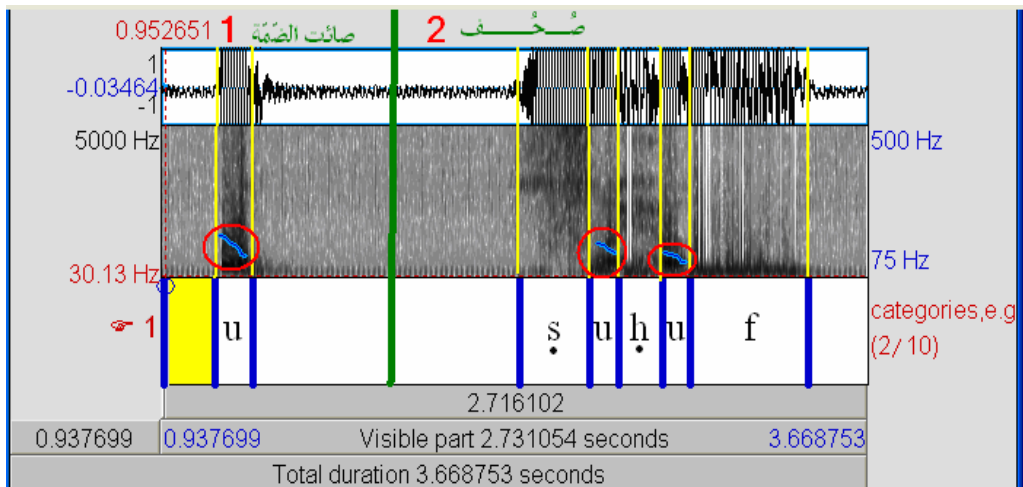 0.952651 1 صائت الضّمّة 2 صُـحُـــف
1
-0.03464
-1
5000 Hz 500 Hz
30.13 Hz 75 Hz
☞ 1 u ṣ u ḥ u f categories,e.g
(2/10)
2.716102
0.937699 0.937699 Visible part 2.731054 seconds 3.668753
Total duration 3.668753 seconds